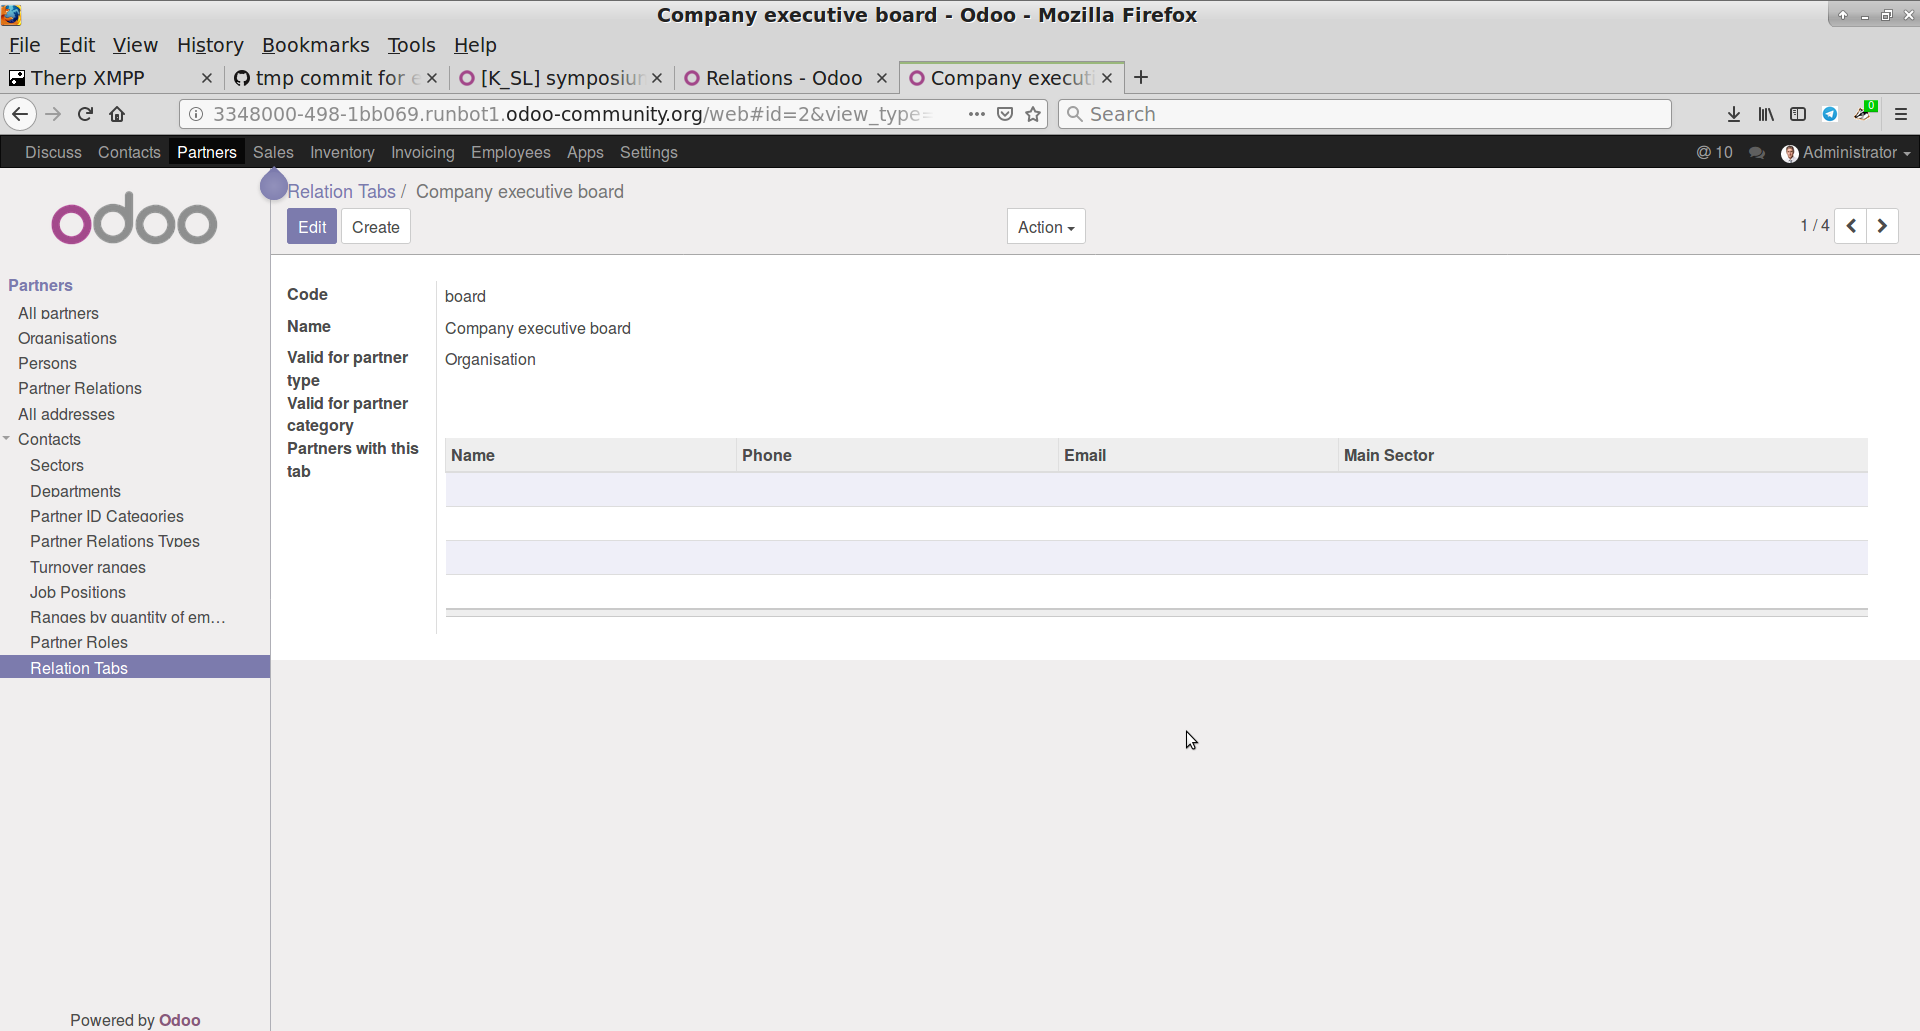 Company executive board - Odoo - Mozilla Firefox
File Edit View History Bookmarks Tools Help
Therp XMPP
tmp commit for
[K_SL] symposiu
Relations - Odoo
Company execut
3348000-498-1bb069.runbot1.odoo-community.org/web#id=2&view_type=
Search
0
Discuss Contacts Partners Sales Inventory Invoicing Employees Apps Settings
@ 10
Administrator
odoo
Relation Tabs / Company executive board
Edit Create
Action
1 / 4
Partners
All partners
Organisations
Persons
Partner Relations
All addresses
Contacts
Sectors
Departments
Partner ID Categories
Partner Relations Types
Turnover ranges
Job Positions
Ranges by quantity of em…
Partner Roles
Relation Tabs
Code board
Name Company executive board
Valid for partner type Organisation
Valid for partner category
Partners with this tab
Name Phone Email Main Sector
Powered by Odoo